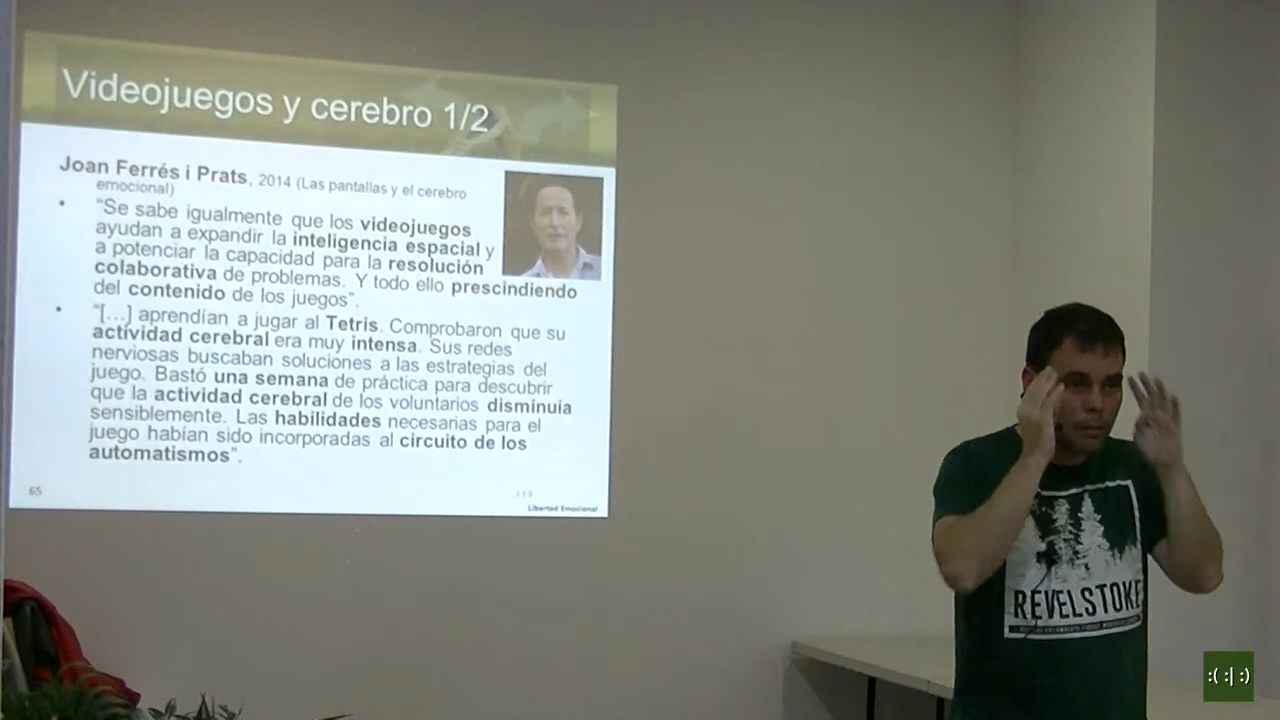 Videojuegos y cerebro 1/2
Joan Ferrés i Prats, 2014 (Las pantallas y el cerebro
emocional)
• “Se sabe igualmente que los videojuegos
ayudan a expandir la inteligencia espacial y
a potenciar la capacidad para la resolución
colaborativa de problemas. Y todo ello prescindiendo
del contenido de los juegos”.
• “[…] aprendían a jugar al Tetris. Comprobaron que su
actividad cerebral era muy intensa. Sus redes
nerviosas buscaban soluciones a las estrategias del
juego. Bastó una semana de práctica para descubrir
que la actividad cerebral de los voluntarios disminuía
sensiblemente. Las habilidades necesarias para el
juego habían sido incorporadas al circuito de los
automatismos”.
65
Libertad Emocional
REVELSTOKE
:( :| :)